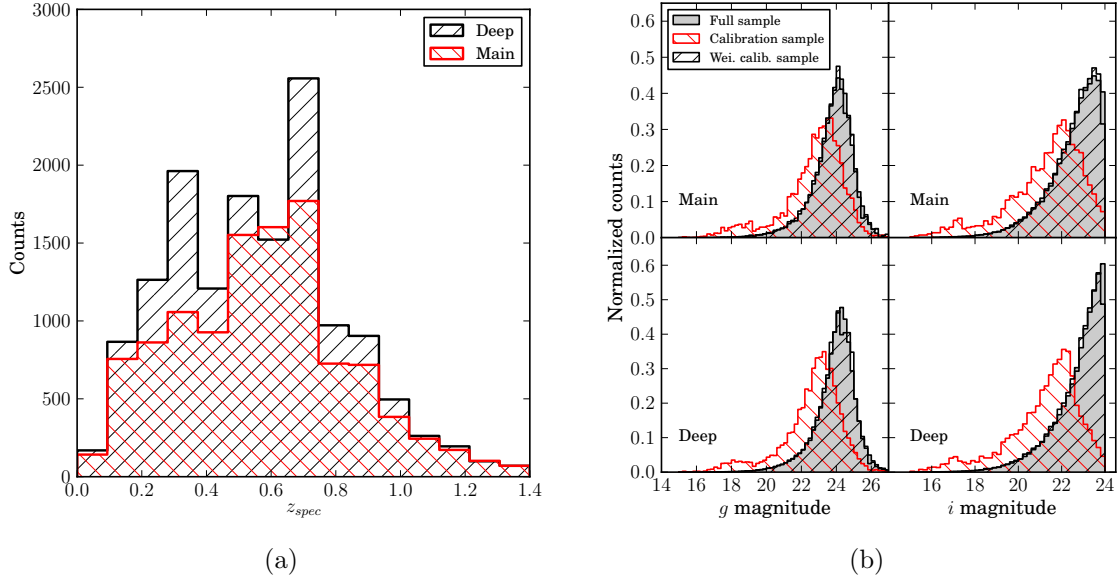 3000
2500
2000
1500
1000
500
0
Counts
0.0 0.2 0.4 0.6 0.8 1.0 1.2 1.4
z_spec
Deep
Main
(a)
0.6
0.5
0.4
0.3
0.2
0.1
0.0
Full sample
Calibration sample
Wei. calib. sample
Main
Main
Normalized counts
0.6
0.5
0.4
0.3
0.2
0.1
0.0
Deep
Deep
14 16 18 20 22 24 26
16 18 20 22 24
g magnitude
i magnitude
(b)